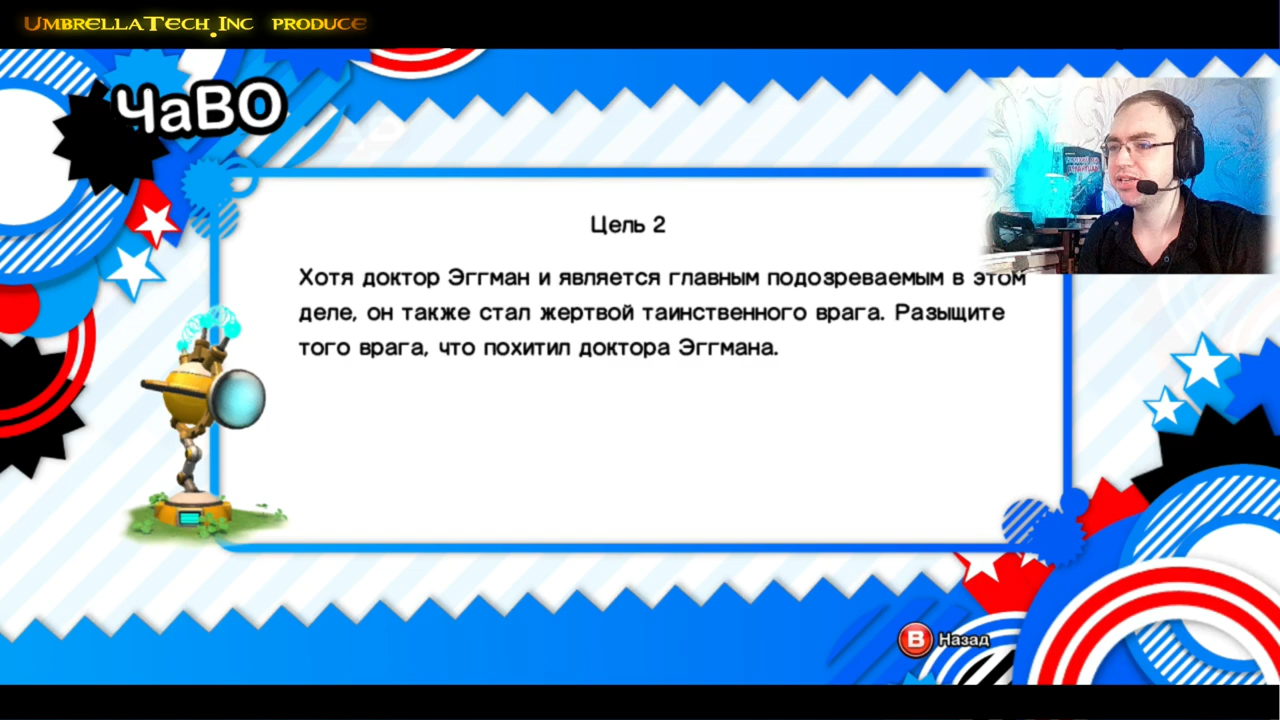 UmbrellaTech.Inc produce
ЧаВО
Цель 2
Хотя доктор Эггман и является главным подозреваемым в этом
деле, он также стал жертвой таинственного врага. Разыщите
того врага, что похитил доктора Эггмана.
B Назад